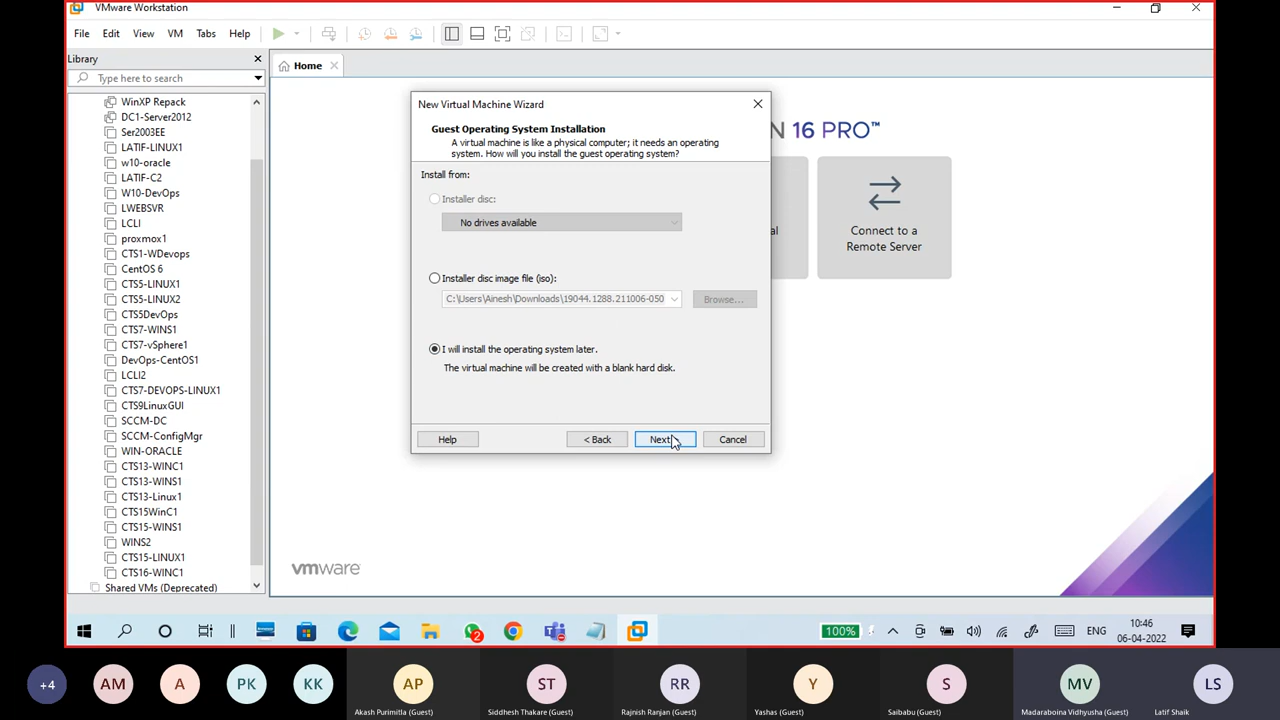 VMware Workstation
File Edit View VM Tabs Help
Library
Type here to search
Home
WinXP Repack
DC1-Server2012
Ser2003EE
LATIF-LINUX1
w10-oracle
LATIF-C2
W10-DevOps
LWEBSVR
LCLI
proxmox1
CTS1-WDevops
CentOS 6
CTS5-LINUX1
CTS5-LINUX2
CTS5DevOps
CTS7-WINS1
CTS7-vSphere1
DevOps-CentOS1
LCLI2
CTS7-DEVOPS-LINUX1
CTS9LinuxGUI
SCCM-DC
SCCM-ConfigMgr
WIN-ORACLE
CTS13-WINC1
CTS13-WINS1
CTS13-Linux1
CTS15WinC1
CTS15-WINS1
WINS2
CTS15-LINUX1
CTS16-WINC1
Shared VMs (Deprecated)
N 16 PRO™
al
Connect to a
Remote Server
vmware
New Virtual Machine Wizard
Guest Operating System Installation
A virtual machine is like a physical computer; it needs an operating
system. How will you install the guest operating system?
Install from:
Installer disc:
No drives available
Installer disc image file (iso):
C:\Users\Ainesh\Downloads\19044.1288.211006-050
Browse...
I will install the operating system later.
The virtual machine will be created with a blank hard disk.
Help
< Back
Next
Cancel
2
100%
ENG
10:46
06-04-2022
+4
AM
A
PK
KK
AP
Akash Purimitla (Guest)
ST
Siddhesh Thakare (Guest)
RR
Rajnish Ranjan (Guest)
Y
Yashas (Guest)
S
Saibabu (Guest)
MV
Madaraboina Vidhyusha (Guest)
LS
Latif Shaik